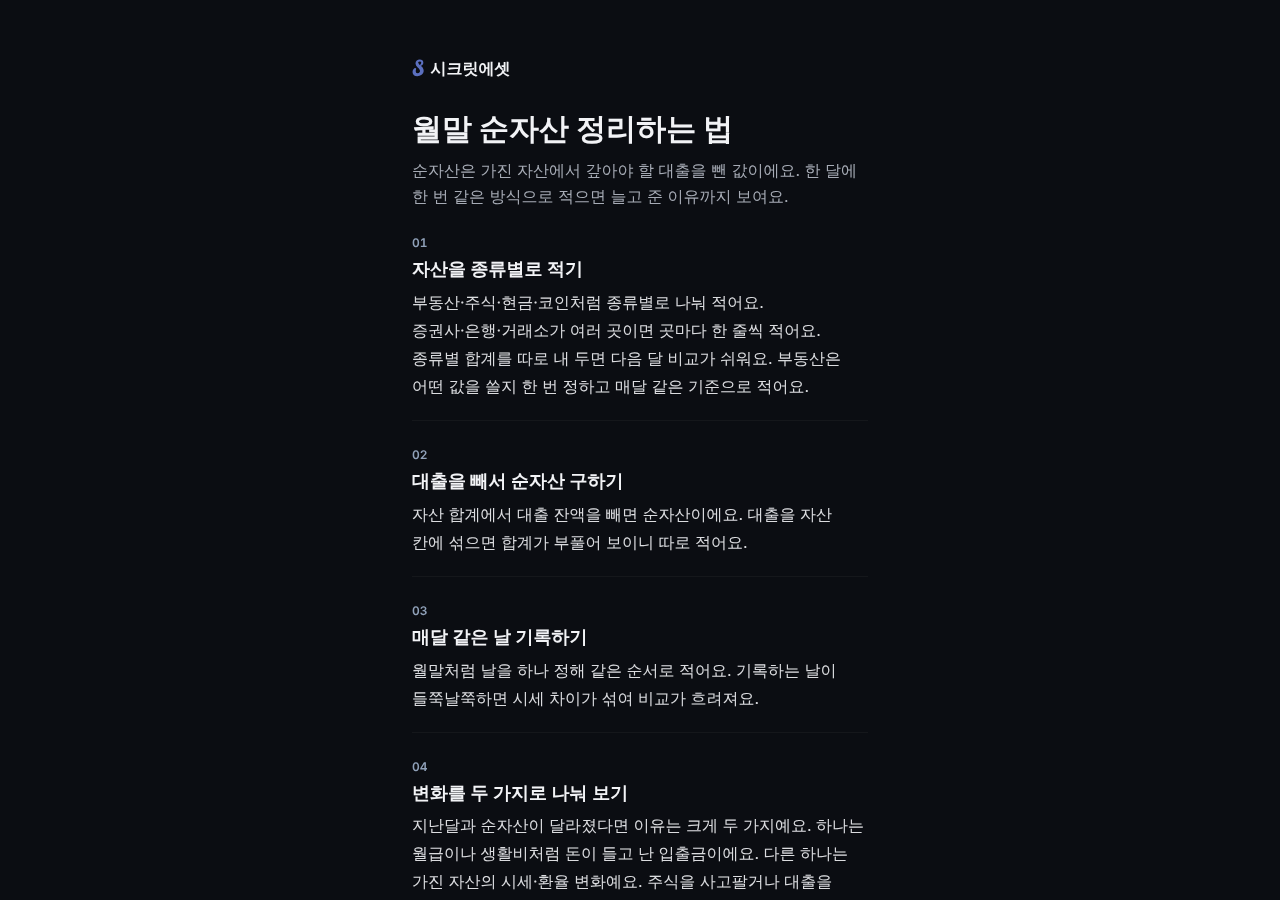 S 시크릿에셋
월말 순자산 정리하는 법
순자산은 가진 자산에서 갚아야 할 대출을 뺀 값이에요. 한 달에
한 번 같은 방식으로 적으면 늘고 준 이유까지 보여요.
01
자산을 종류별로 적기
부동산·주식·현금·코인처럼 종류별로 나눠 적어요.
증권사·은행·거래소가 여러 곳이면 곳마다 한 줄씩 적어요.
종류별 합계를 따로 내 두면 다음 달 비교가 쉬워요. 부동산은
어떤 값을 쓸지 한 번 정하고 매달 같은 기준으로 적어요.
02
대출을 빼서 순자산 구하기
자산 합계에서 대출 잔액을 빼면 순자산이에요. 대출을 자산
칸에 섞으면 합계가 부풀어 보이니 따로 적어요.
03
매달 같은 날 기록하기
월말처럼 날을 하나 정해 같은 순서로 적어요. 기록하는 날이
들쭉날쭉하면 시세 차이가 섞여 비교가 흐려져요.
04
변화를 두 가지로 나눠 보기
지난달과 순자산이 달라졌다면 이유는 크게 두 가지예요. 하나는
월급이나 생활비처럼 돈이 들고 난 입출금이에요. 다른 하나는
가진 자산의 시세·환율 변화예요. 주식을 사고팔거나 대출을